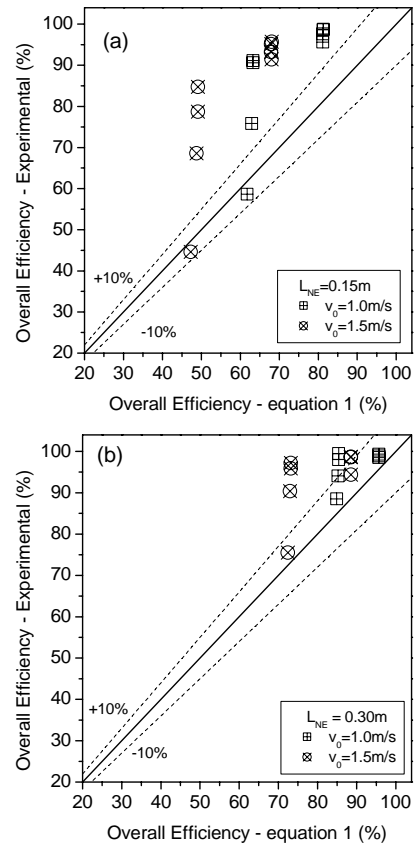 (a)
Overall Efficiency - Experimental (%)
100
90
80
70
60
50
40
30
20
+10%
-10%
L_NE=0.15m
v_0=1.0m/s
v_0=1.5m/s
20 30 40 50 60 70 80 90 100
Overall Efficiency - equation 1 (%)
(b)
Overall Efficiency - Experimental (%)
100
90
80
70
60
50
40
30
20
+10%
-10%
L_NE = 0.30m
v_0=1.0m/s
v_0=1.5m/s
20 30 40 50 60 70 80 90 100
Overall Efficiency - equation 1 (%)